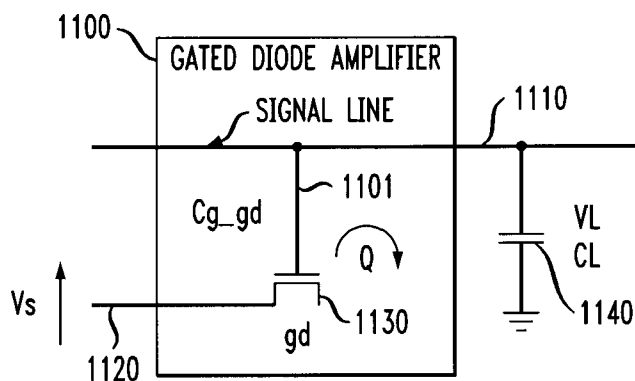 1100
GATED DIODE AMPLIFIER
SIGNAL LINE
1110
1101
Cg_gd
VL
CL
Q
Vs
1130
1140
gd
1120